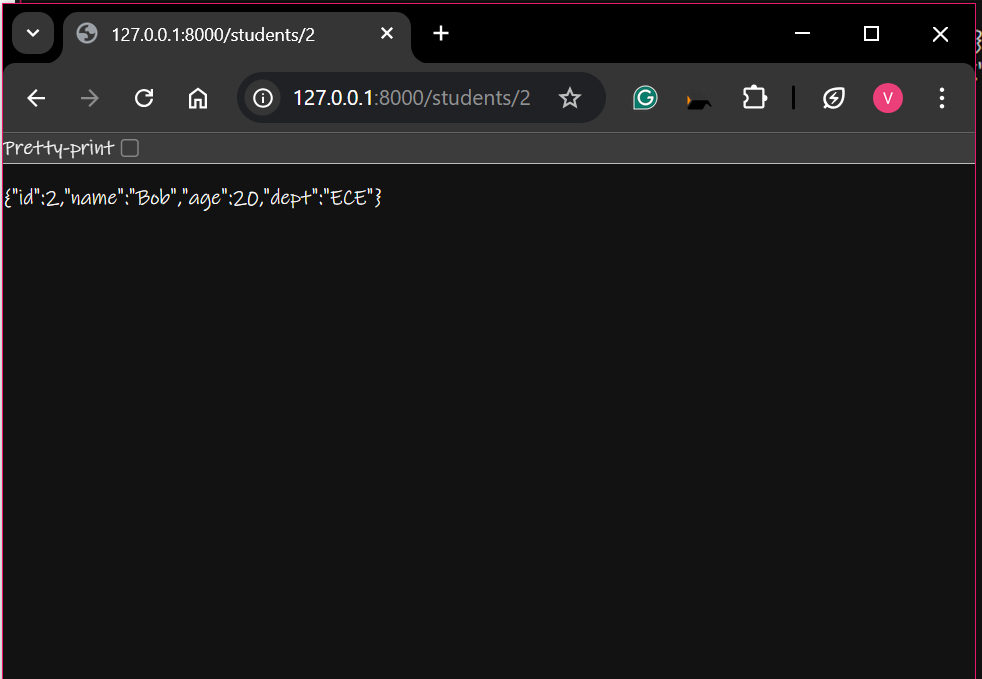 127.0.0.1:8000/students/2
127.0.0.1:8000/students/2
V
Pretty-print
{"id":2,"name":"Bob","age":20,"dept":"ECE"}